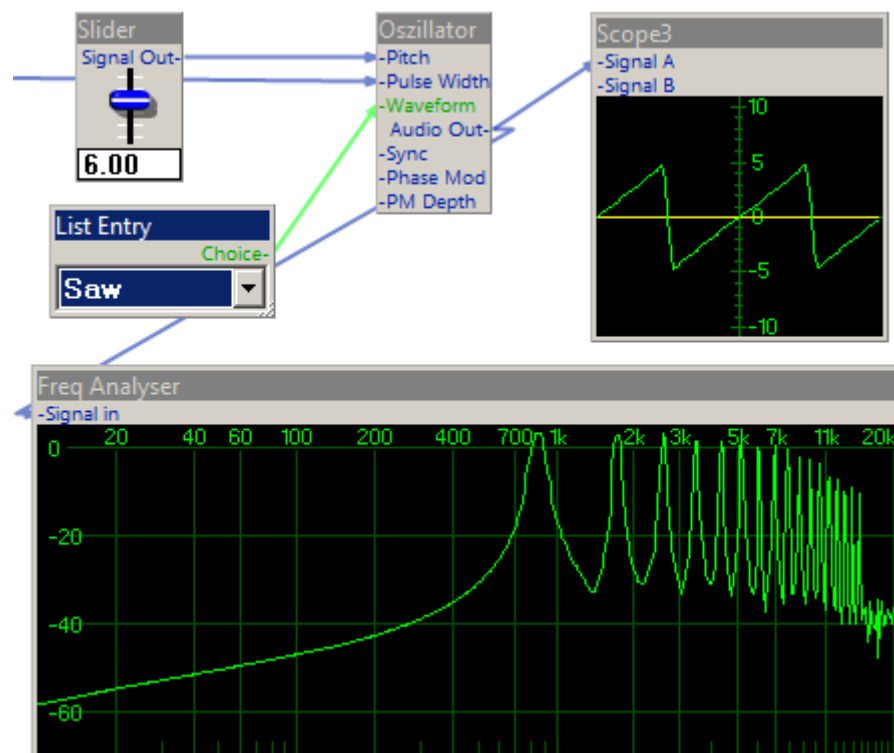 Slider
Signal Out-
6.00
Oszillator
-Pitch
-Pulse Width
-Waveform
Audio Out-
-Sync
-Phase Mod
-PM Depth
Scope3
-Signal A
-Signal B
10
5
0
-5
-10
List Entry
Choice-
Saw
Freq Analyser
-Signal in
20 40 60 100 200 400 700 1k 2k 3k 5k 7k 11k 20k
0
-20
-40
-60